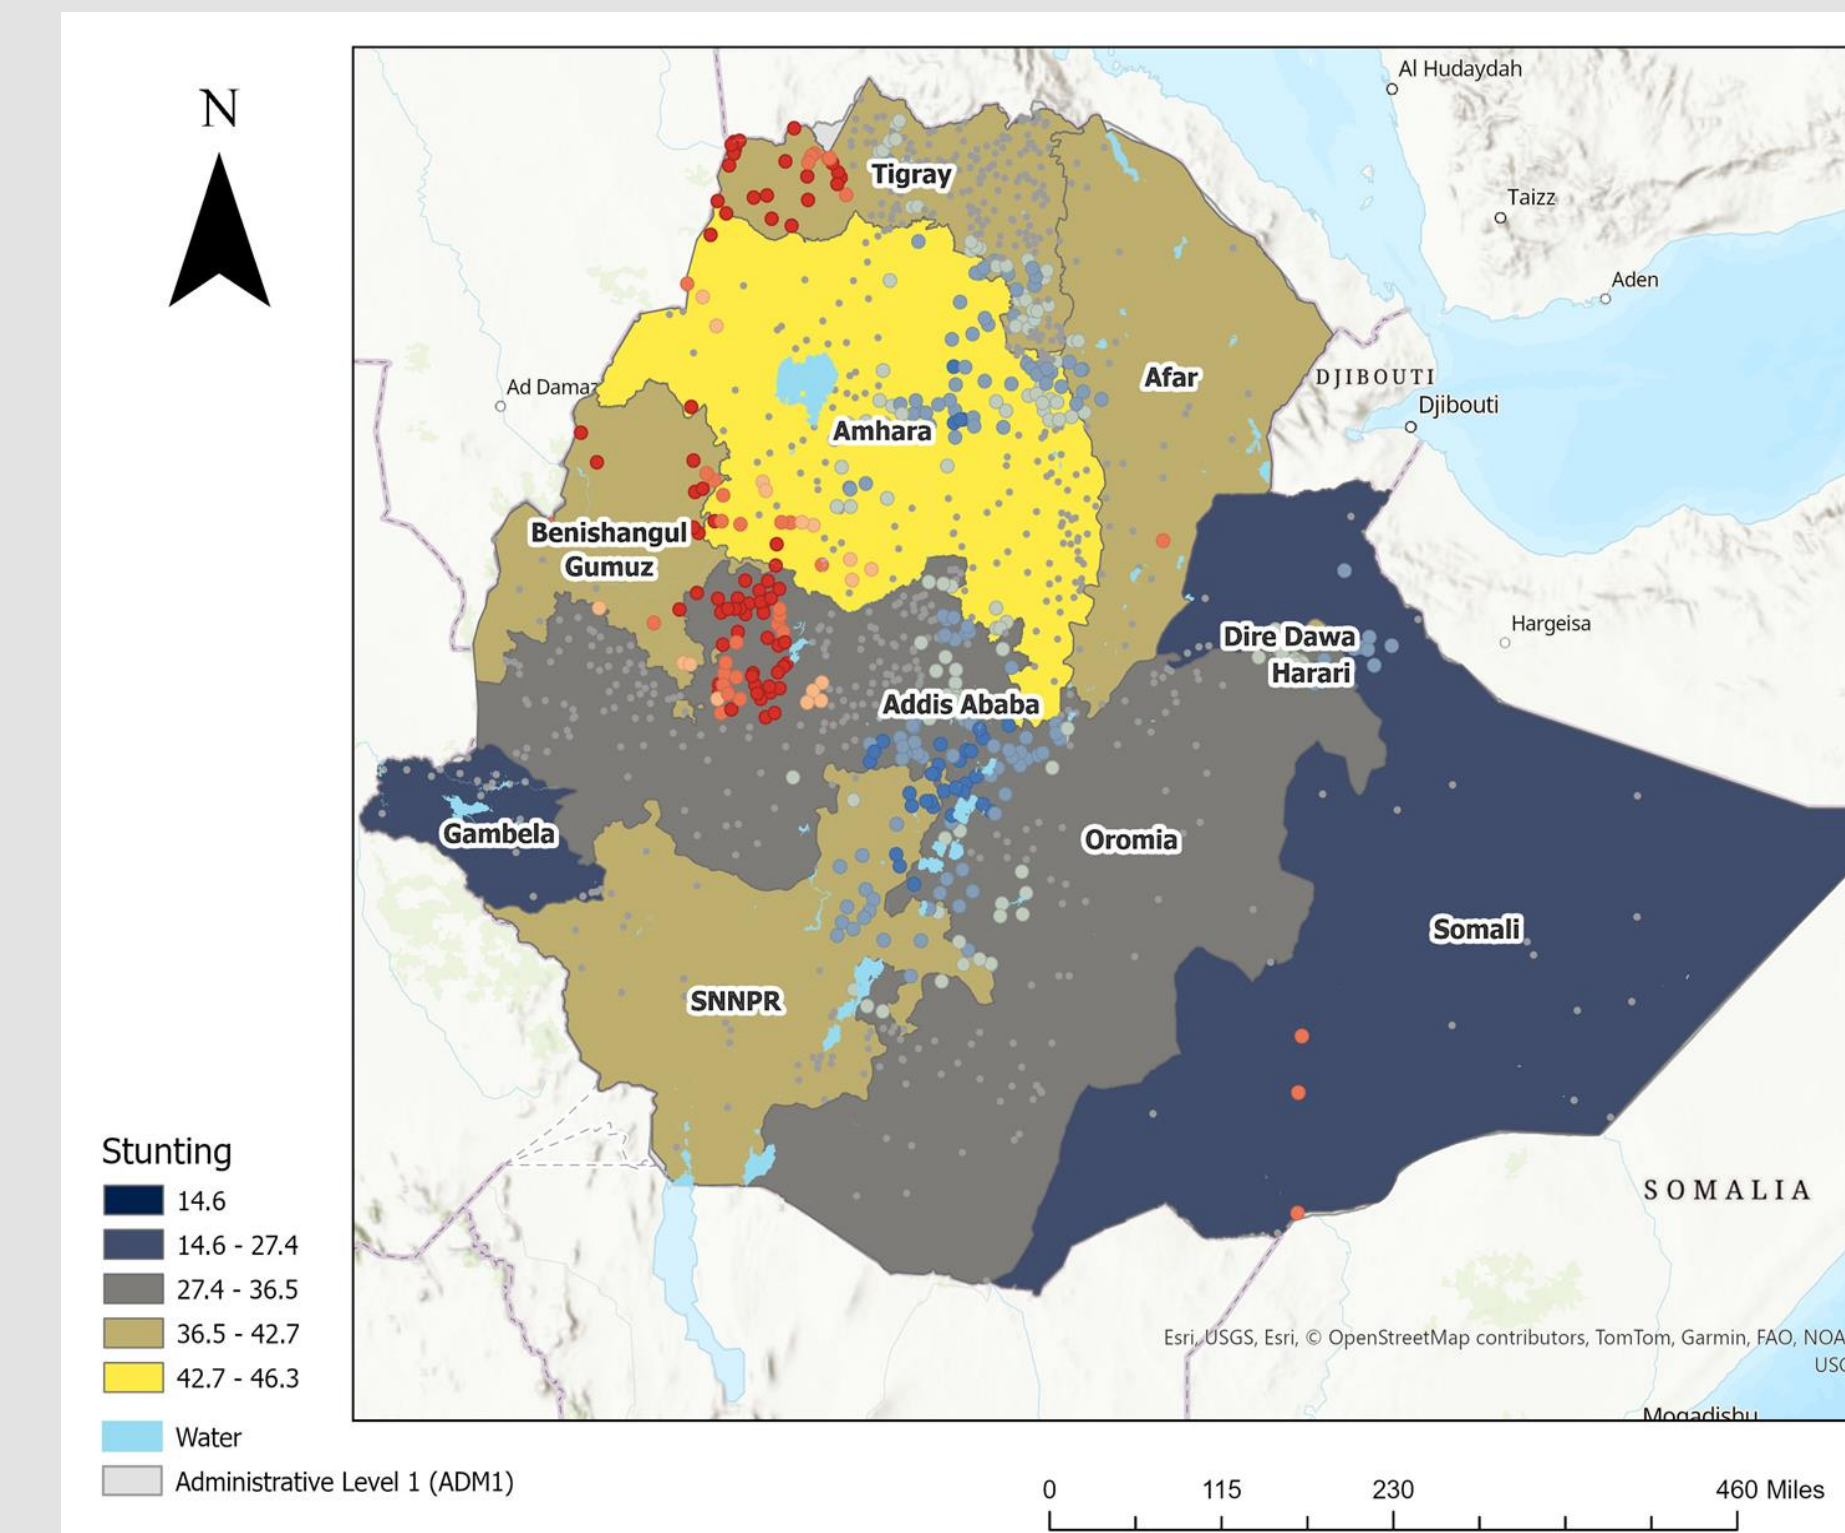 N
Al Hudaydah
Taizz
Aden
Tigray
Afar
DJIBOUTI
Djibouti
Ad Damaz
Amhara
Benishangul
Gumuz
Hargeisa
Dire Dawa
Harari
Addis Ababa
Gambela
Oromia
Somali
SNNPR
SOMALIA
Esri, USGS, Esri, © OpenStreetMap contributors, TomTom, Garmin, FAO, NOA
USG
Mogadishu
Stunting
14.6
14.6 - 27.4
27.4 - 36.5
36.5 - 42.7
42.7 - 46.3
Water
Administrative Level 1 (ADM1)
0 115 230 460 Miles